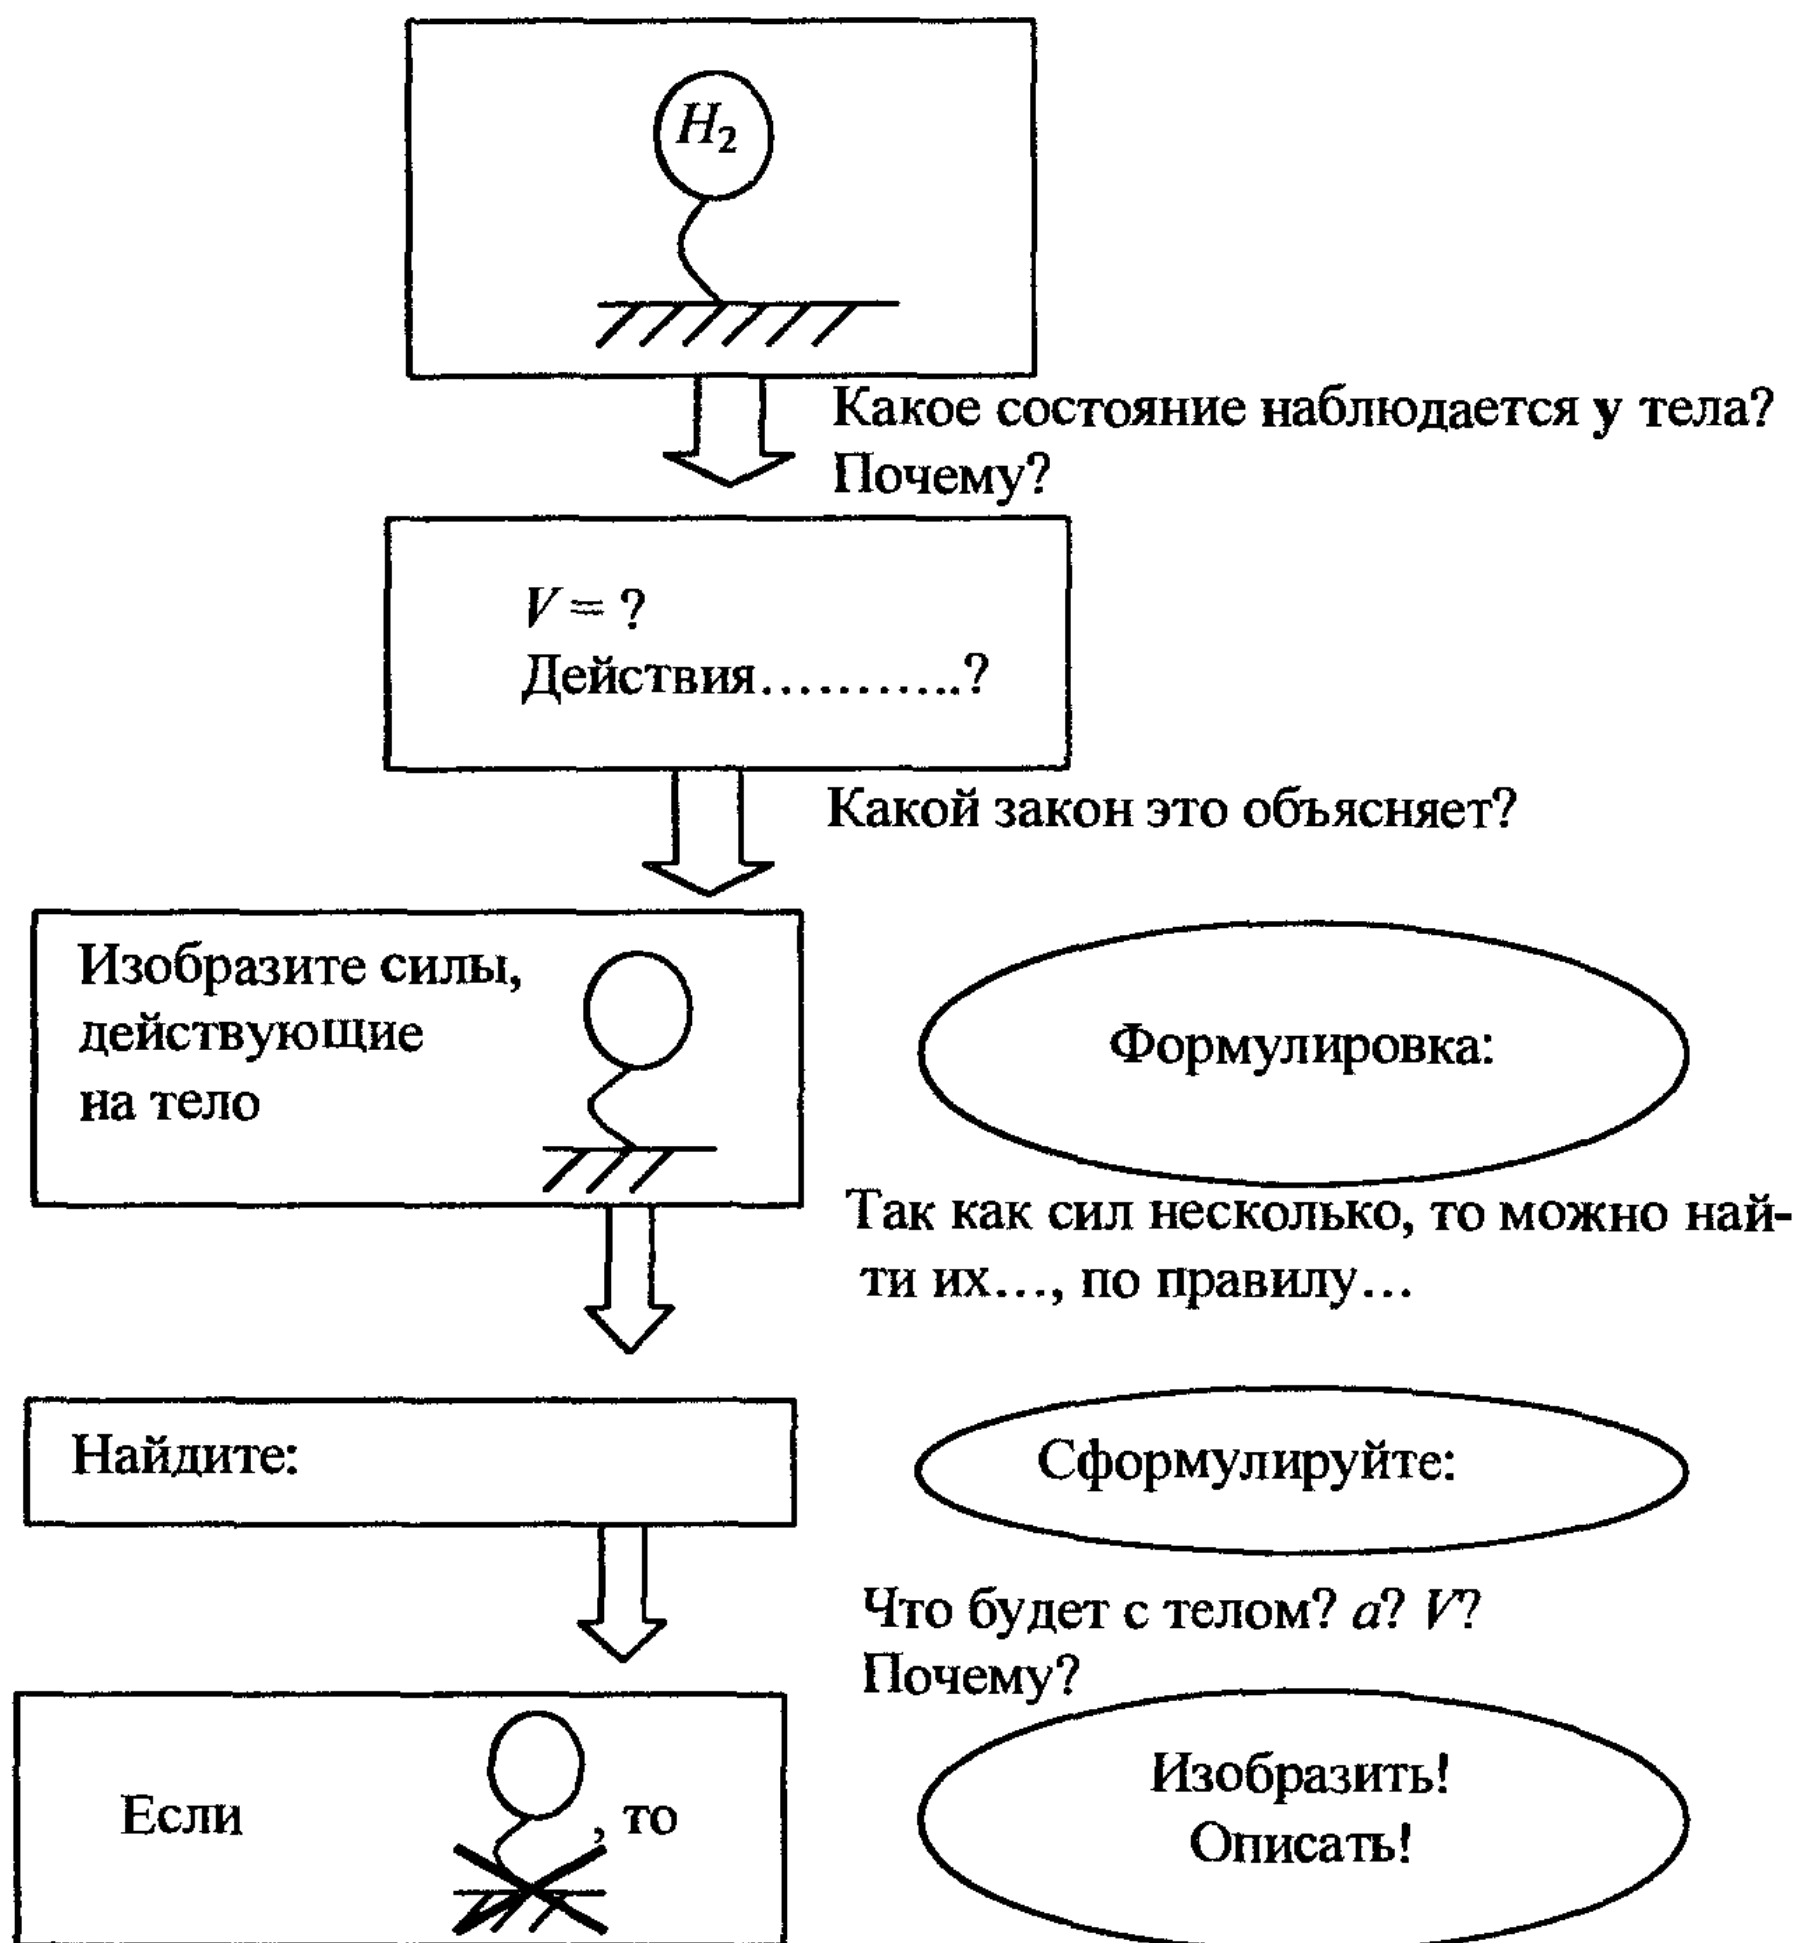 H₂
Какое состояние наблюдается у тела?
Почему?
V = ?
Действия............?
Какой закон это объясняет?
Изобразите силы,
действующие
на тело
Формулировка:
Так как сил несколько, то можно най-
ти их..., по правилу...
Найдите:
Сформулируйте:
Что будет с телом? a? V?
Почему?
Если , то
Изобразить!
Описать!